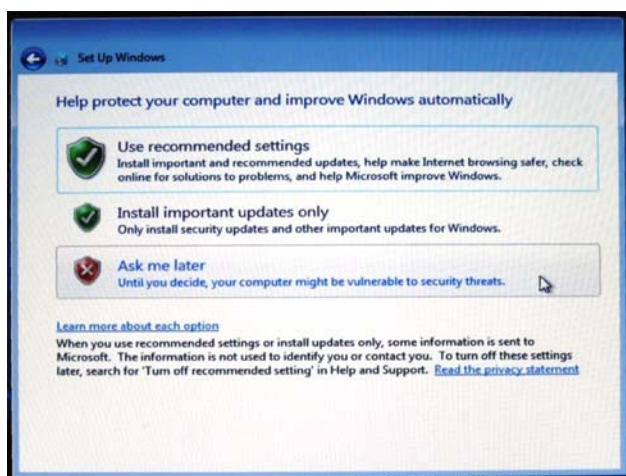 Set Up Windows
Help protect your computer and improve Windows automatically
Use recommended settings
Install important and recommended updates, help make Internet browsing safer, check
online for solutions to problems, and help Microsoft improve Windows.
Install important updates only
Only install security updates and other important updates for Windows.
Ask me later
Until you decide, your computer might be vulnerable to security threats.
Learn more about each option
When you use recommended settings or install updates only, some information is sent to
Microsoft. The information is not used to identify you or contact you. To turn off these settings
later, search for 'Turn off recommended setting' in Help and Support. Read the privacy statement